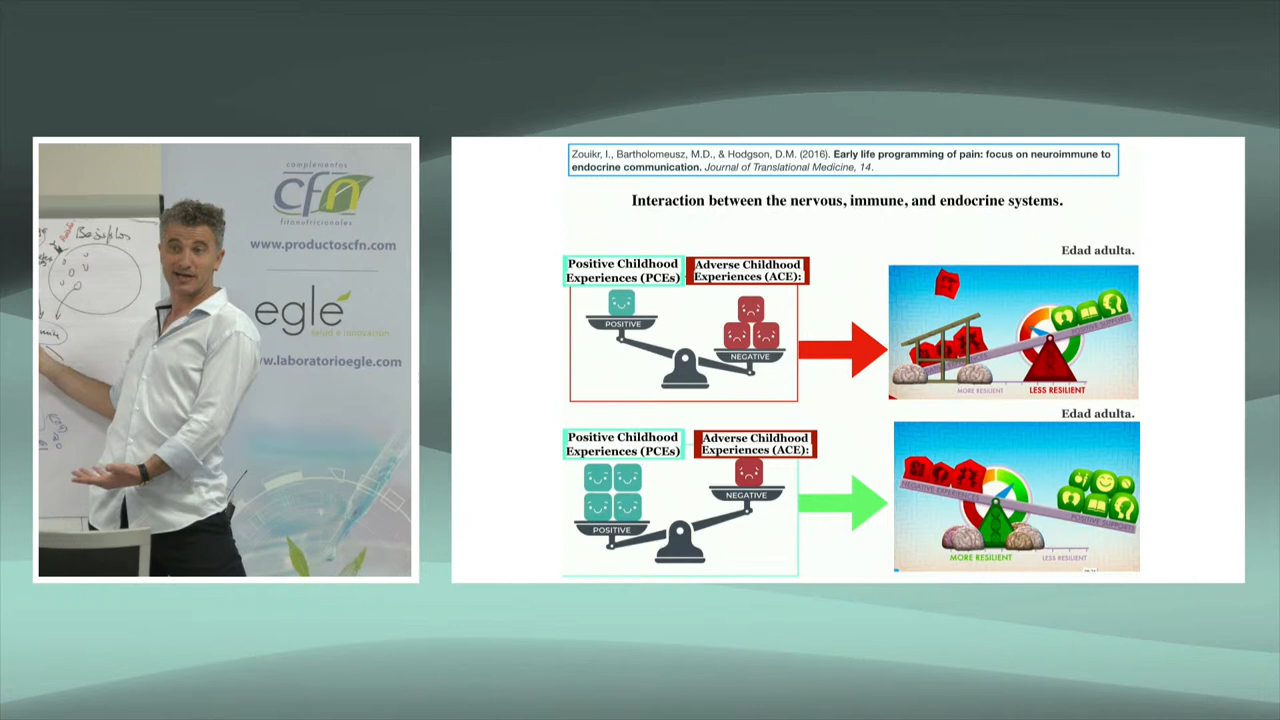 complementos
cfn
fitonutricionales
www.productoscfn.com
eglé
salud e innovación
www.laboratorioegle.com
Zouikr, I., Bartholomeusz, M.D., & Hodgson, D.M. (2016). Early life programming of pain: focus on neuroimmune to
endocrine communication. Journal of Translational Medicine, 14.
Interaction between the nervous, immune, and endocrine systems.
Edad adulta.
Positive Childhood
Experiences (PCEs)
Adverse Childhood
Experiences (ACE):
POSITIVE
NEGATIVE
POSITIVE SUPPORTS
MORE RESILIENT
LESS RESILIENT
Edad adulta.
Positive Childhood
Experiences (PCEs)
Adverse Childhood
Experiences (ACE):
NEGATIVE
POSITIVE
NEGATIVE EXPERIENCES
POSITIVE SUPPORTS
MORE RESILIENT
LESS RESILIENT